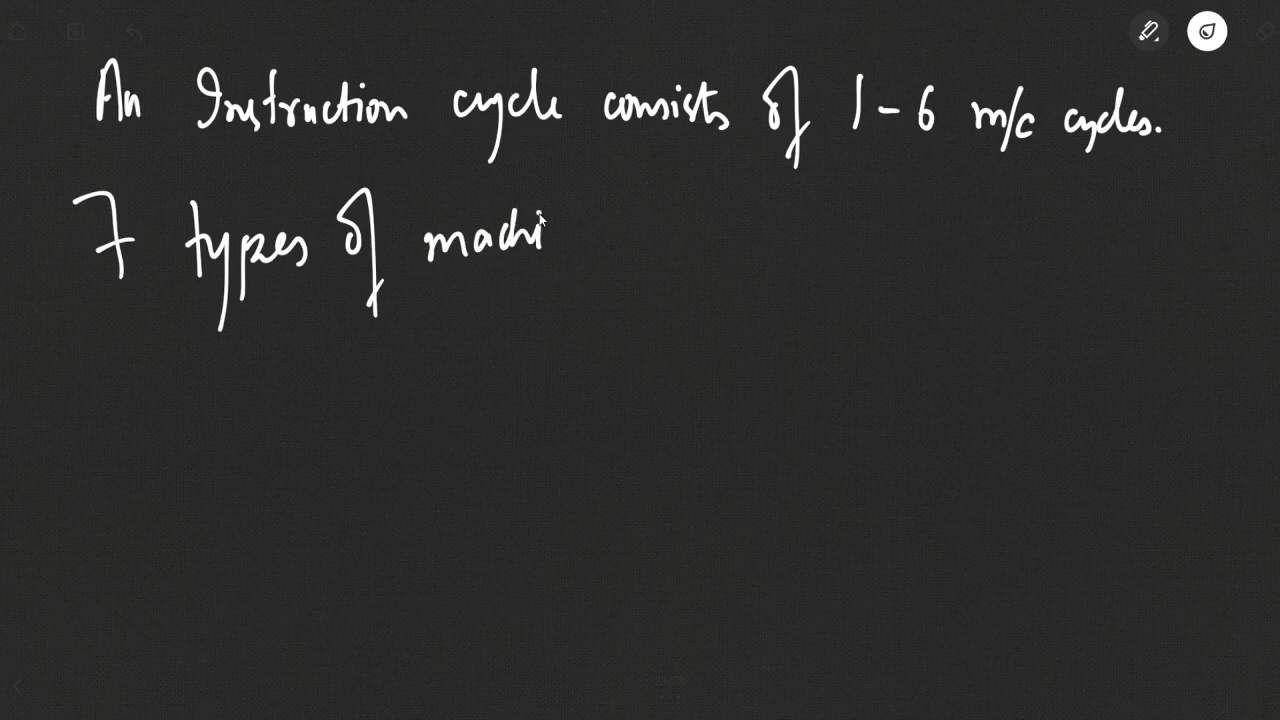 An Instruction cycle consists of 1-6 m/c cycles.
7 types of machi